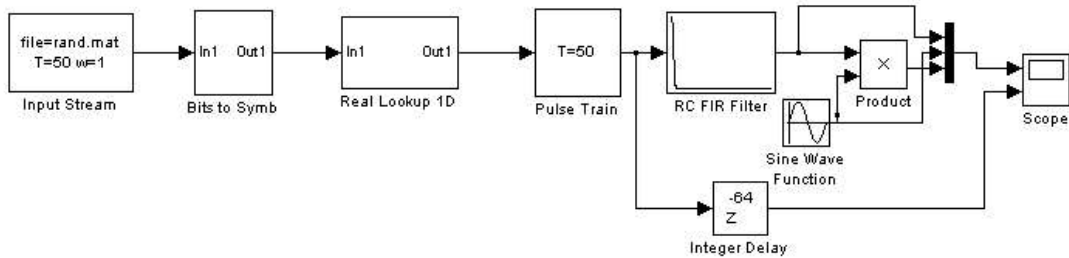 file=rand.mat
T=50 w=1
Input Stream
In1 Out1
Bits to Symb
In1 Out1
Real Lookup 1D
T=50
Pulse Train
RC FIR Filter
×
Product
Sine Wave
Function
-64
Z
Integer Delay
Scope